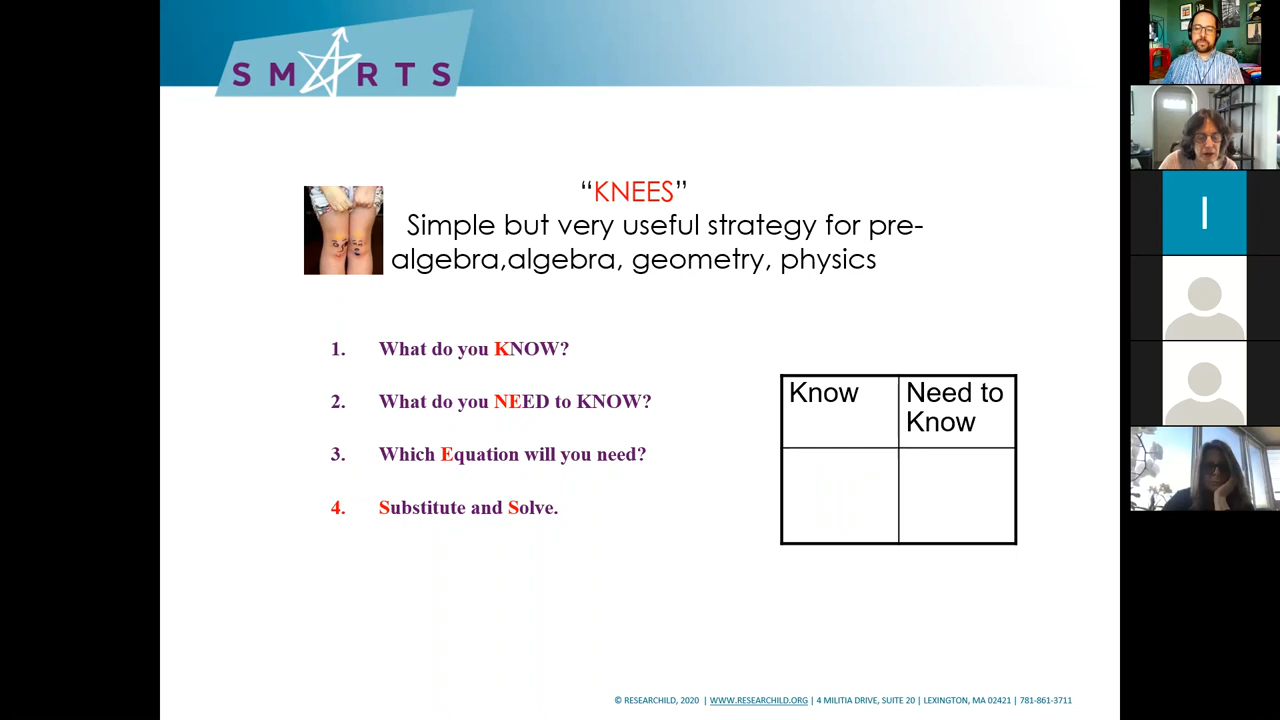 SMARTS
“KNEES”
Simple but very useful strategy for pre-
algebra,algebra, geometry, physics
1. What do you KNOW?
2. What do you NEED to KNOW?
3. Which Equation will you need?
4. Substitute and Solve.
Know
Need to
Know
© RESEARCHILD, 2020 | WWW.RESEARCHILD.ORG | 4 MILITIA DRIVE, SUITE 20 | LEXINGTON, MA 02421 | 781-861-3711
I